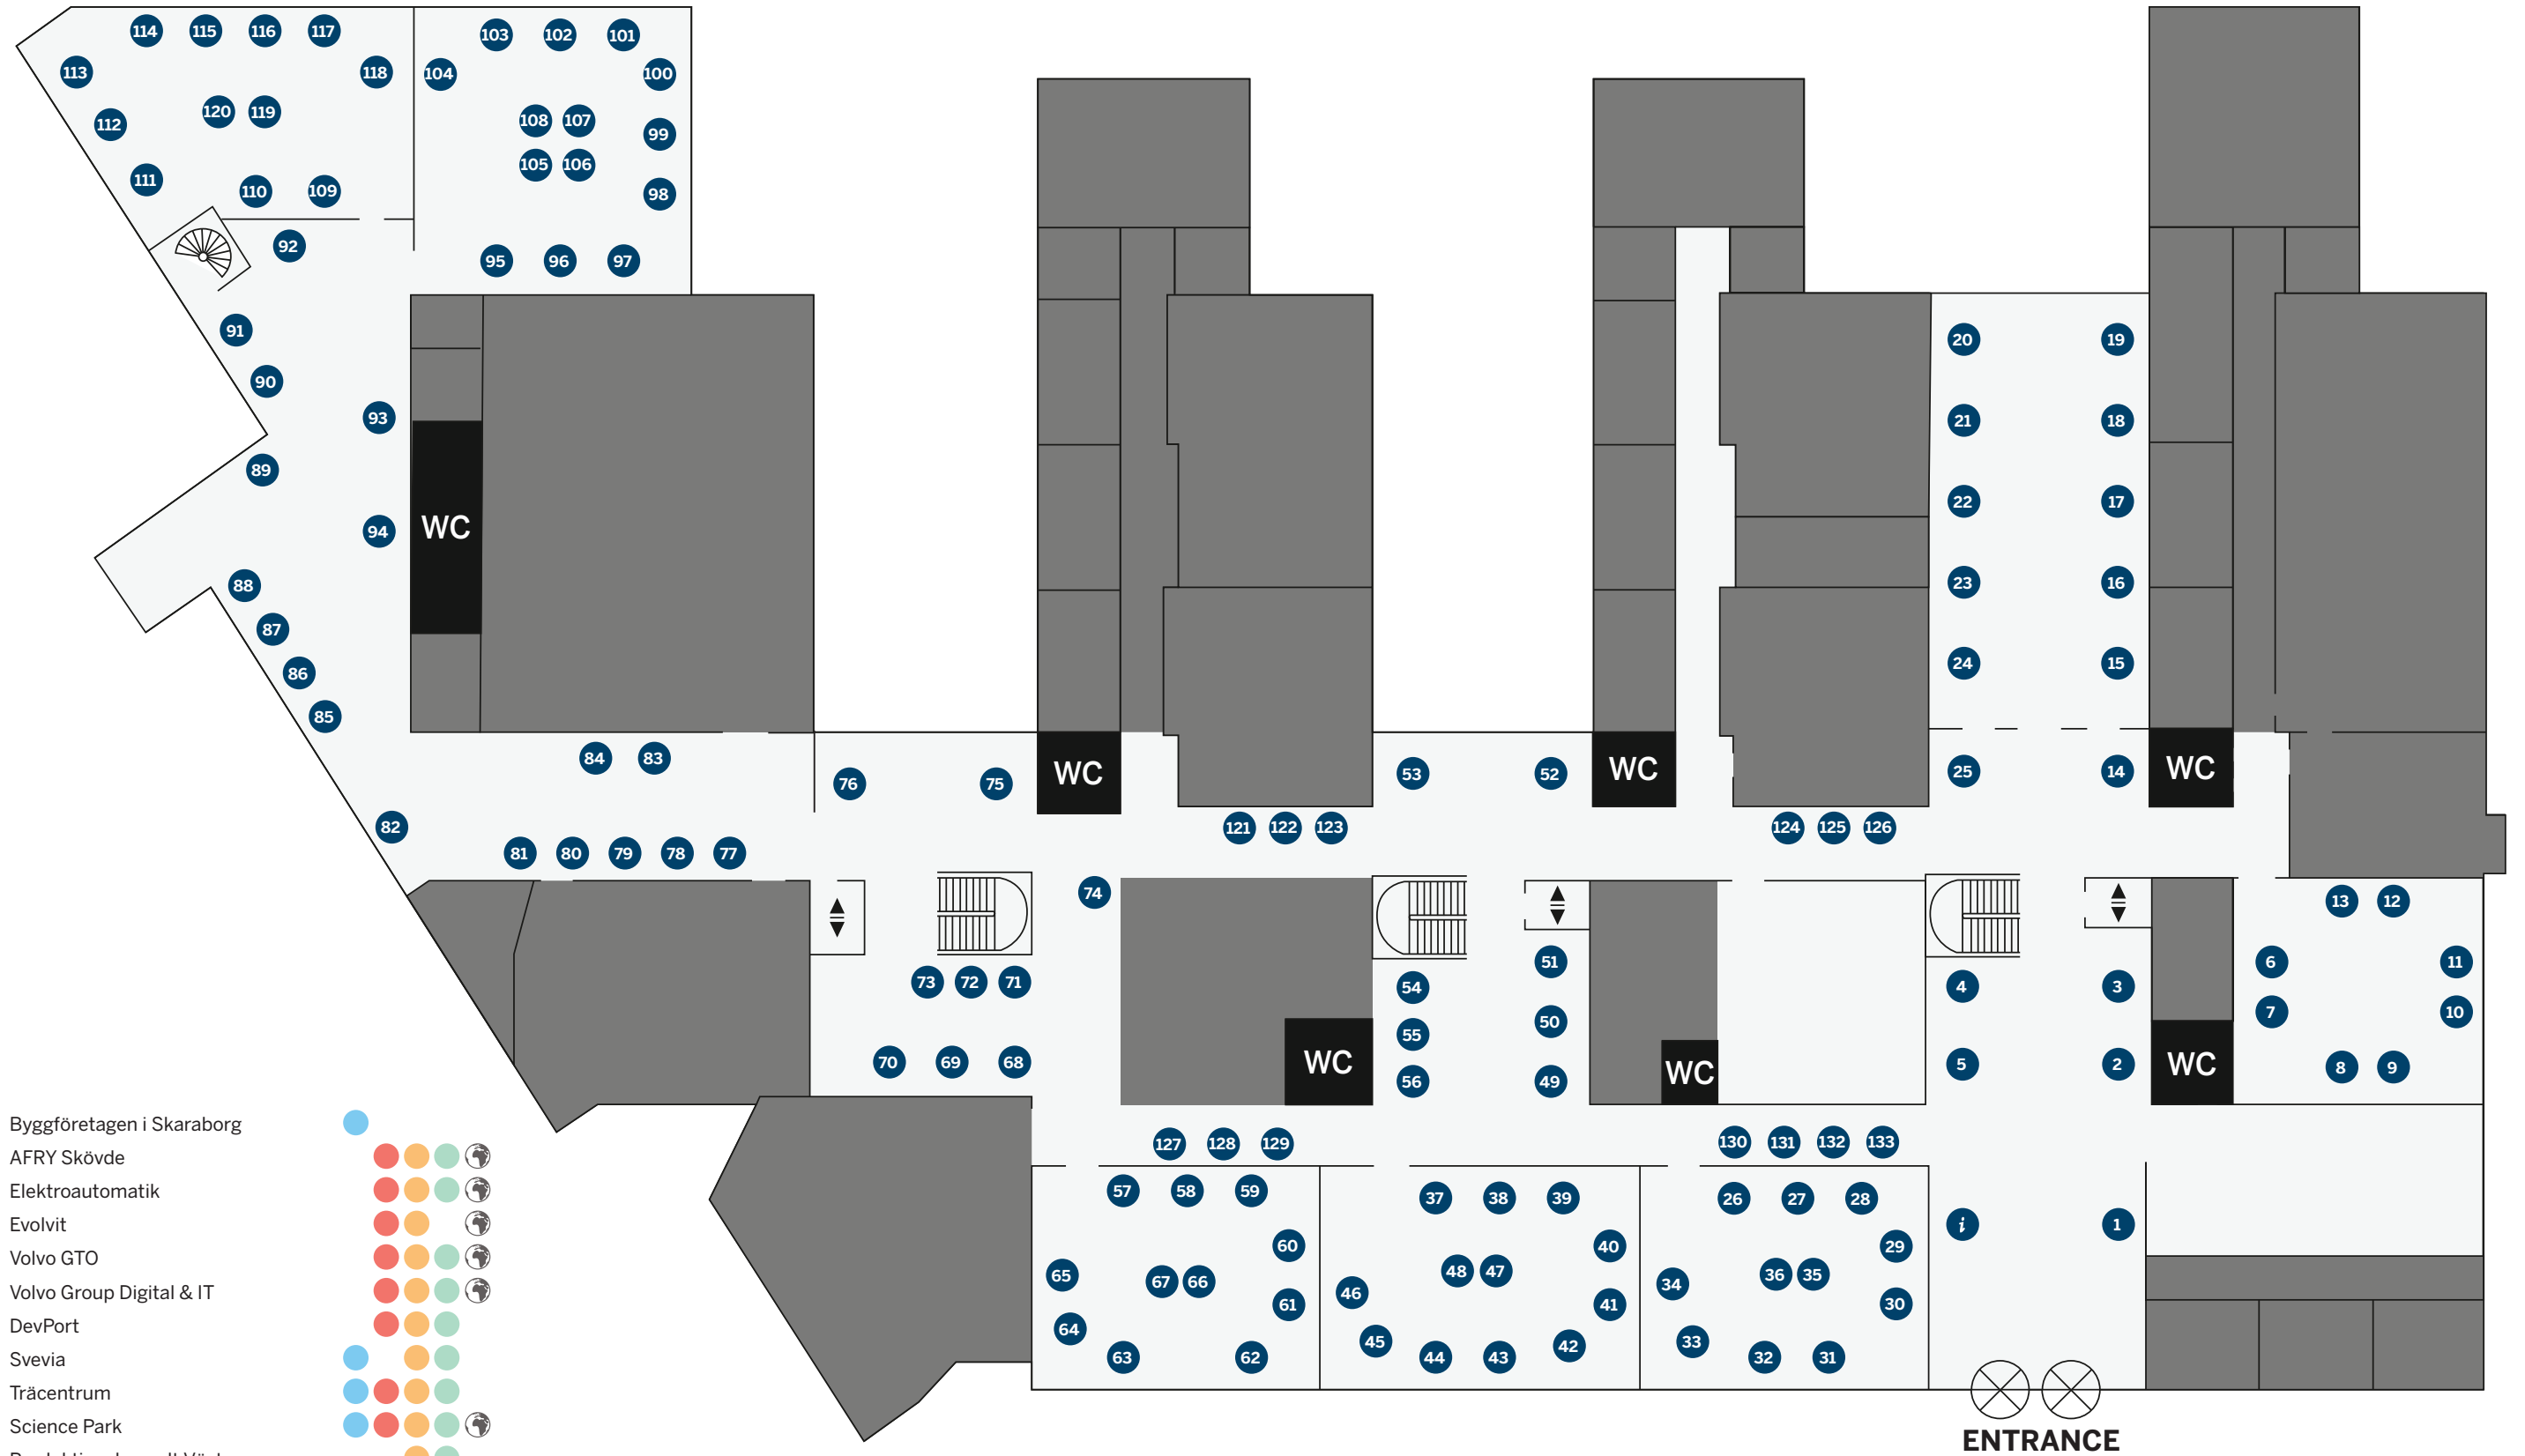 114 115 116 117
103 102 101
113 118 104 100
120 119
108 107
112 99
105 106
111 98
110 109
92
95 96 97
91
20 19
90
93
21 18
89
22 17
94 WC
88
23 16
87
24 15
86
85
84 83
76 75 WC 53 52 WC 25 14 WC
82 121 122 123 124 125 126
81 80 79 78 77
74
13 12
51 6 11
73 72 71 54 4 3
55 50 7 10
70 69 68 WC 56 49 WC 5 2 WC 8 9
127 128 129 130 131 132 133
57 58 59 37 38 39 26 27 28
i 1
60 40 29
65 67 66 48 47 34 36 35
46
61 41 30
64 45 42 33
63 62 44 43 32 31
ENTRANCE
Byggföretagen i Skaraborg
AFRY Skövde
Elektroautomatik
Evolvit
Volvo GTO
Volvo Group Digital & IT
DevPort
Svevia
Träcentrum
Science Park